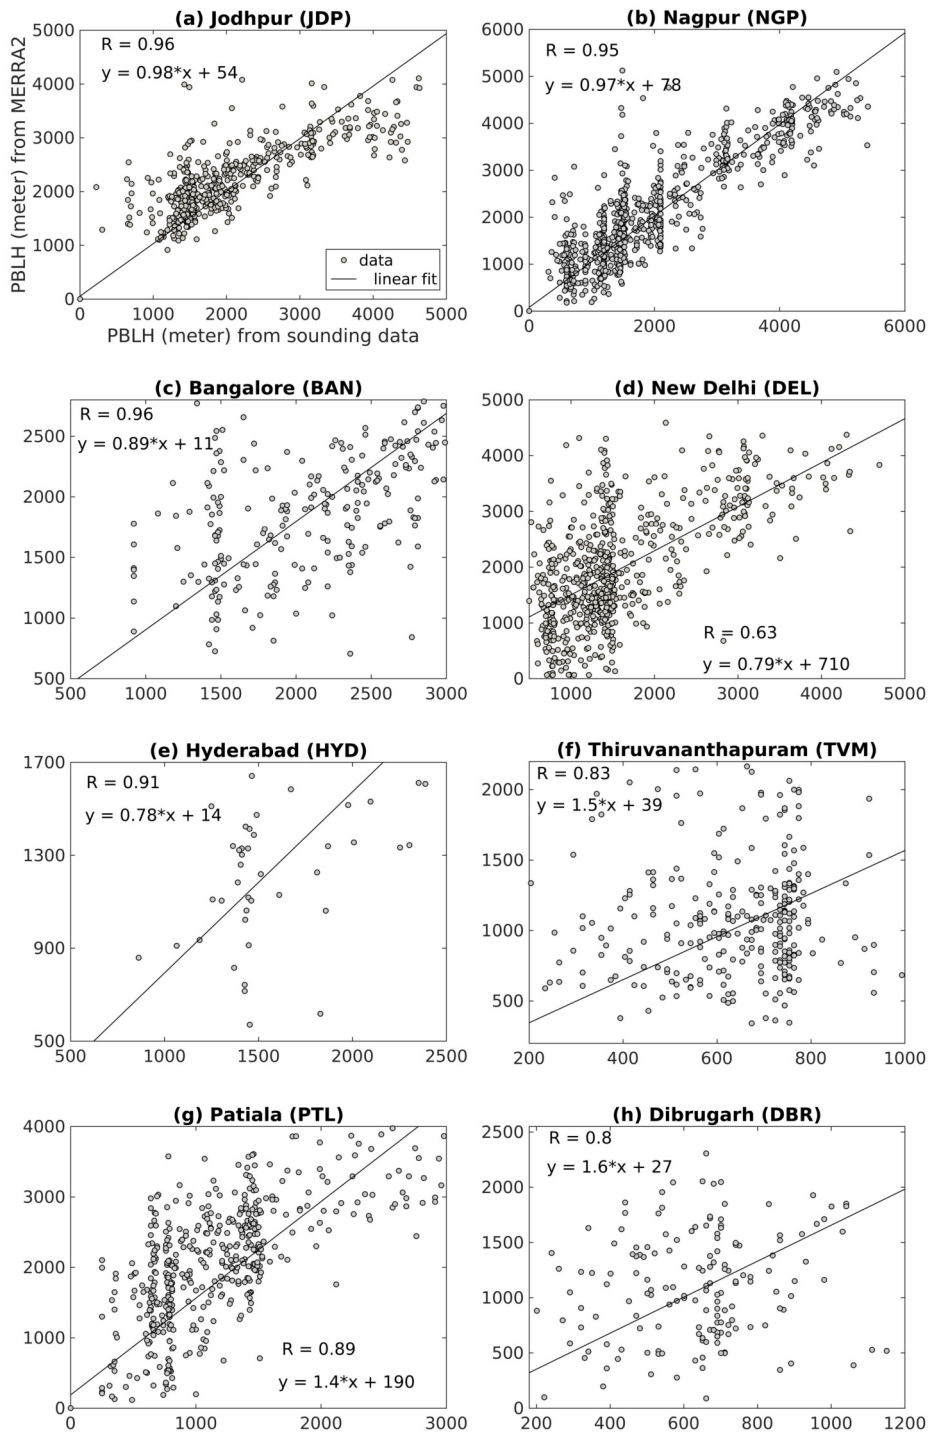 (a) Jodhpur (JDP)
R = 0.96
y = 0.98*x + 54
PBLH (meter) from MERRA2
5000
4000
3000
2000
1000
0
data
linear fit
0 1000 2000 3000 4000 5000
PBLH (meter) from sounding data
(b) Nagpur (NGP)
R = 0.95
y = 0.97*x + 78
6000
5000
4000
3000
2000
1000
0
0 2000 4000 6000
(c) Bangalore (BAN)
R = 0.96
y = 0.89*x + 11
2500
2000
1500
1000
500
500 1000 1500 2000 2500 3000
(d) New Delhi (DEL)
5000
4000
3000
2000
1000
0
R = 0.63
y = 0.79*x + 710
1000 2000 3000 4000 5000
(e) Hyderabad (HYD)
R = 0.91
y = 0.78*x + 14
1700
1300
900
500
500 1000 1500 2000 2500
(f) Thiruvananthapuram (TVM)
R = 0.83
y = 1.5*x + 39
2000
1500
1000
500
200 400 600 800 1000
(g) Patiala (PTL)
4000
3000
2000
1000
0
R = 0.89
y = 1.4*x + 190
0 1000 2000 3000
(h) Dibrugarh (DBR)
R = 0.8
y = 1.6*x + 27
2500
2000
1500
1000
500
0
200 400 600 800 1000 1200